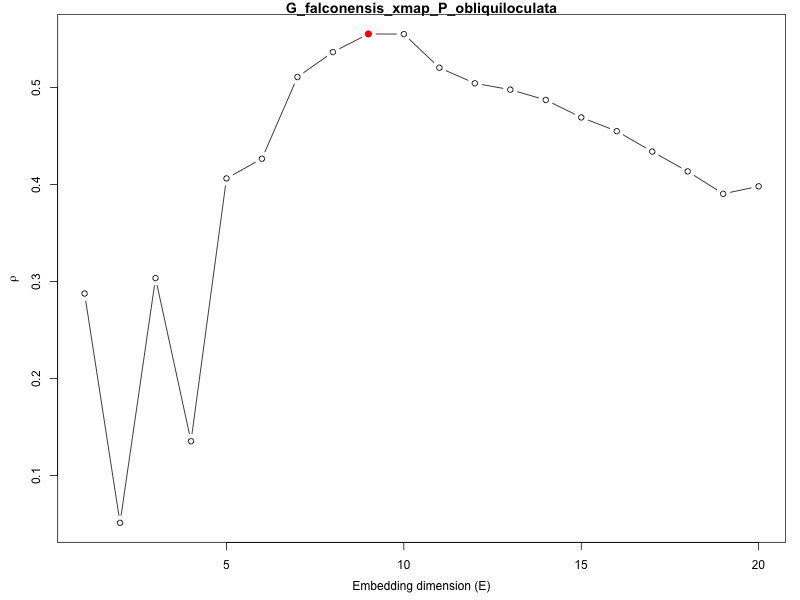 G_falconensis_xmap_P_obliquiloculata
0.5
0.4
0.3
0.2
0.1
ρ
5 10 15 20
Embedding dimension (E)